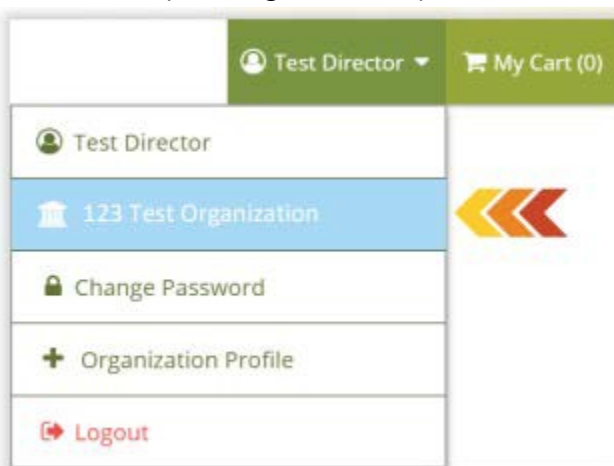 Test Director
My Cart (0)
Test Director
123 Test Organization
Change Password
Organization Profile
Logout